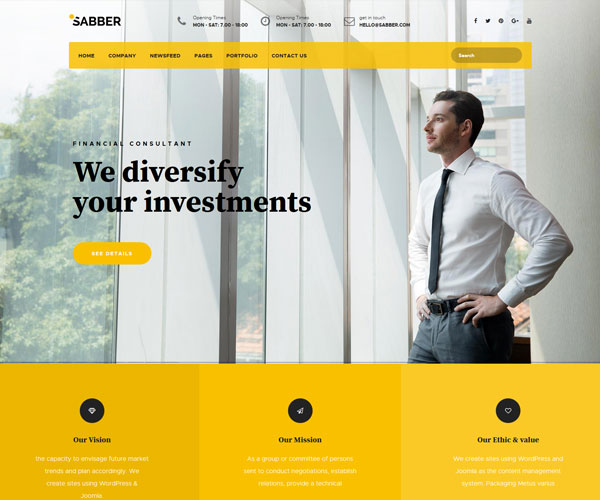 SABBER
Opening Times
MON - SAT: 7.00 - 18:00
Opening Times
MON - SAT: 7.00 - 18:00
get in touch
HELLO@SABBER.COM
HOME COMPANY NEWSFEED PAGES PORTFOLIO CONTACT US
Search
FINANCIAL CONSULTANT
We diversify
your investments
SEE DETAILS
Our Vision
the capacity to envisage future market
trends and plan accordingly. We
create sites using WordPress &
Joomla
Our Mission
As a group or committee of persons
sent to conduct negotiations, establish
relations, provide a technical
Our Ethic & value
We create sites using WordPress and
Joomla as the content management
system. Packaging Netus varius